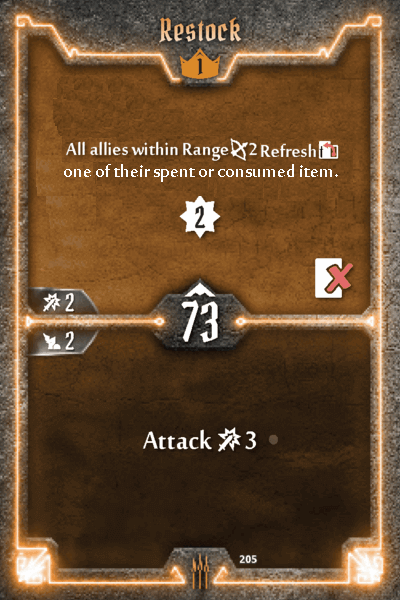 Restock
1
All allies within Range 2 Refresh
one of their spent or consumed item.
2
2
73
2
Attack 3
205